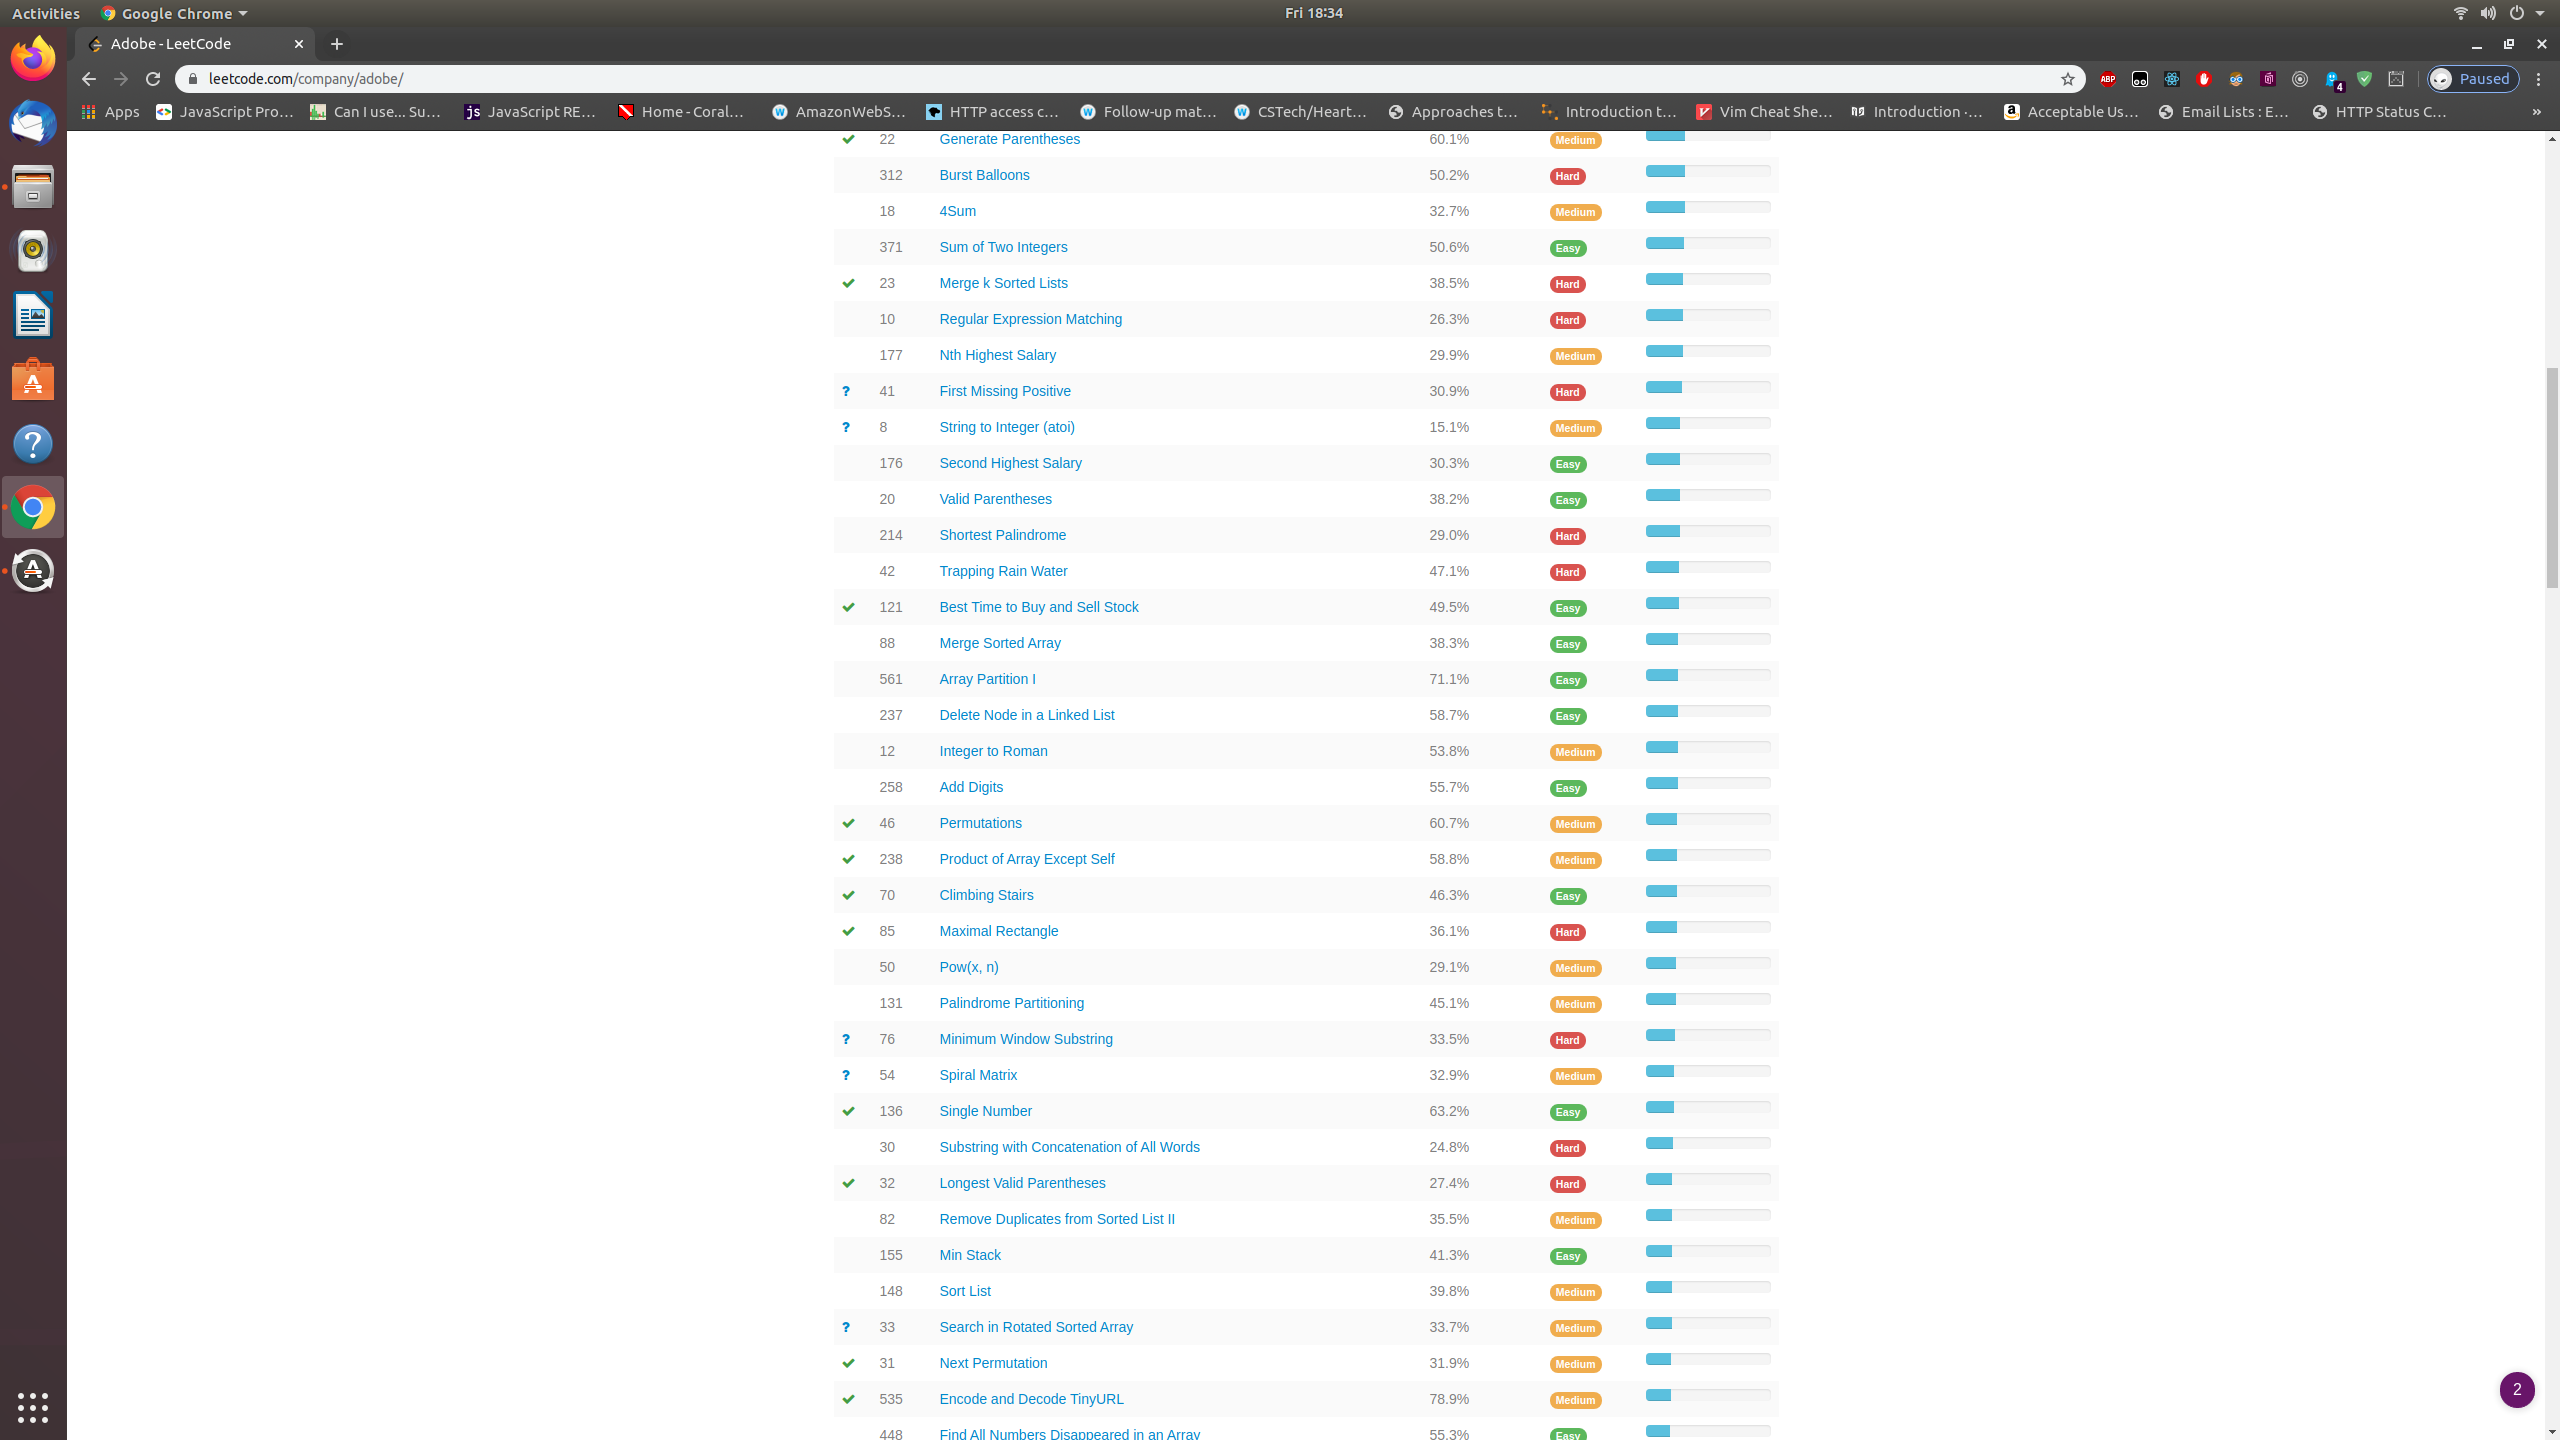 Activities Google Chrome Fri 18:34
Adobe - LeetCode
leetcode.com/company/adobe/ ABP 4 Paused
Apps JavaScript Pro… Can I use... Su… js JavaScript RE… Home - Coral… AmazonWebS… HTTP access c… Follow-up mat… CSTech/Heart… Approaches t… Introduction t… Vim Cheat She… Introduction ·… Acceptable Us… Email Lists : E… HTTP Status C… »
22 Generate Parentheses 60.1% Medium
312 Burst Balloons 50.2% Hard
18 4Sum 32.7% Medium
371 Sum of Two Integers 50.6% Easy
23 Merge k Sorted Lists 38.5% Hard
10 Regular Expression Matching 26.3% Hard
177 Nth Highest Salary 29.9% Medium
? 41 First Missing Positive 30.9% Hard
? 8 String to Integer (atoi) 15.1% Medium
176 Second Highest Salary 30.3% Easy
20 Valid Parentheses 38.2% Easy
214 Shortest Palindrome 29.0% Hard
42 Trapping Rain Water 47.1% Hard
121 Best Time to Buy and Sell Stock 49.5% Easy
88 Merge Sorted Array 38.3% Easy
561 Array Partition I 71.1% Easy
237 Delete Node in a Linked List 58.7% Easy
12 Integer to Roman 53.8% Medium
258 Add Digits 55.7% Easy
46 Permutations 60.7% Medium
238 Product of Array Except Self 58.8% Medium
70 Climbing Stairs 46.3% Easy
85 Maximal Rectangle 36.1% Hard
50 Pow(x, n) 29.1% Medium
131 Palindrome Partitioning 45.1% Medium
? 76 Minimum Window Substring 33.5% Hard
? 54 Spiral Matrix 32.9% Medium
136 Single Number 63.2% Easy
30 Substring with Concatenation of All Words 24.8% Hard
32 Longest Valid Parentheses 27.4% Hard
82 Remove Duplicates from Sorted List II 35.5% Medium
155 Min Stack 41.3% Easy
148 Sort List 39.8% Medium
? 33 Search in Rotated Sorted Array 33.7% Medium
31 Next Permutation 31.9% Medium
2
535 Encode and Decode TinyURL 78.9% Medium
448 Find All Numbers Disappeared in an Array 55.3% Easy